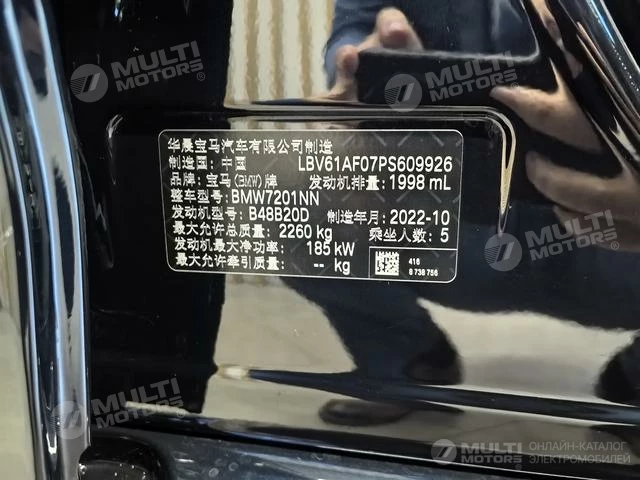 MULTI MOTORS®
MULTI MOTORS®
华晨宝马汽车有限公司制造
制造国: 中国 LBV61AF07PS609926
品牌: 宝马(BMW)牌 发动机排量: 1998 mL
整车型号: BMW7201NN
发动机型号: B48B20D 制造年月: 2022-10
最大允许总质量: 2260 kg 乘坐人数: 5
发动机最大净功率: 185 kW
最大允许牵引质量: -- kg
416
8 738 756
MULTI MOTORS®
MULTI MOTORS®
MULTI MOTORS® ОНЛАЙН-КАТАЛОГ ЭЛЕКТРОМОБИЛЕЙ